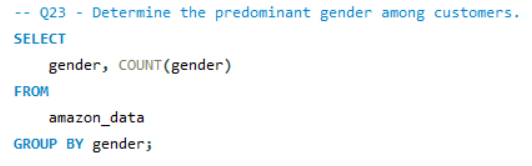 -- Q23 - Determine the predominant gender among customers.
SELECT
    gender, COUNT(gender)
FROM
    amazon_data
GROUP BY gender;